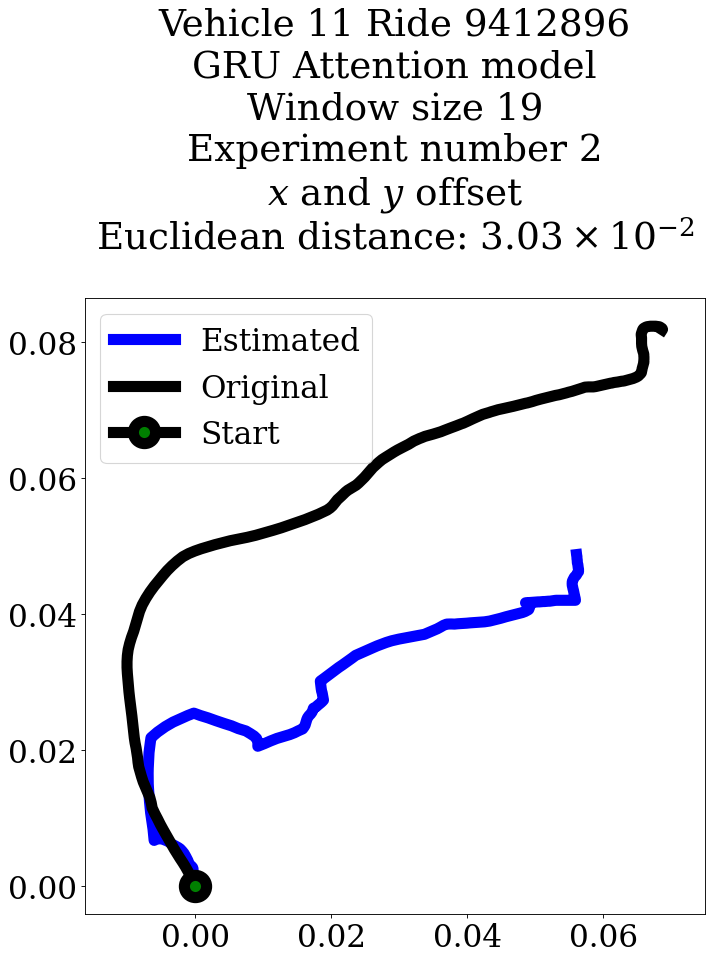 Vehicle 11 Ride 9412896
GRU Attention model
Window size 19
Experiment number 2
x and y offset
Euclidean distance: 3.03 × 10⁻²
Estimated
Original
Start
0.08
0.06
0.04
0.02
0.00
0.00 0.02 0.04 0.06